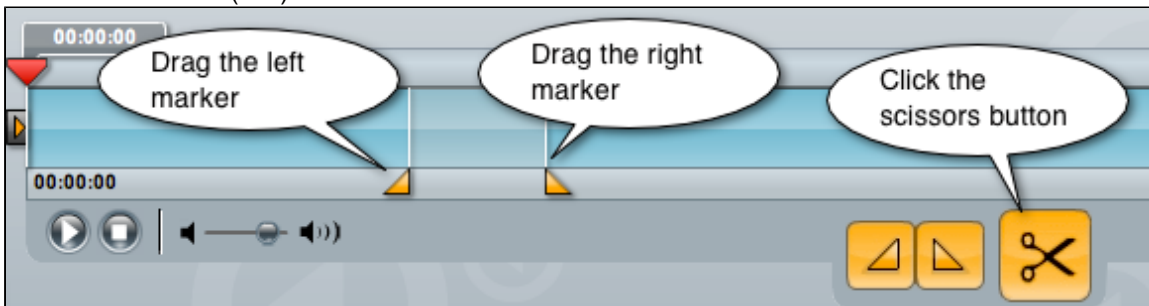 00:00:00
Drag the left
marker
Drag the right
marker
Click the
scissors button
00:00:00